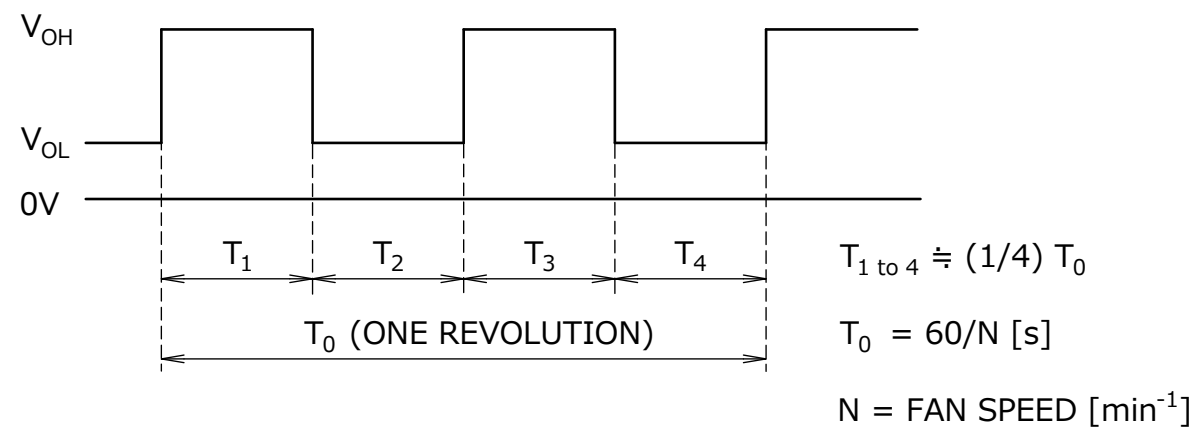 V_OH
V_OL
0V
T_1 T_2 T_3 T_4
T_0 (ONE REVOLUTION)
T_1 to 4 ≒ (1/4) T_0
T_0 = 60/N [s]
N = FAN SPEED [min^-1]